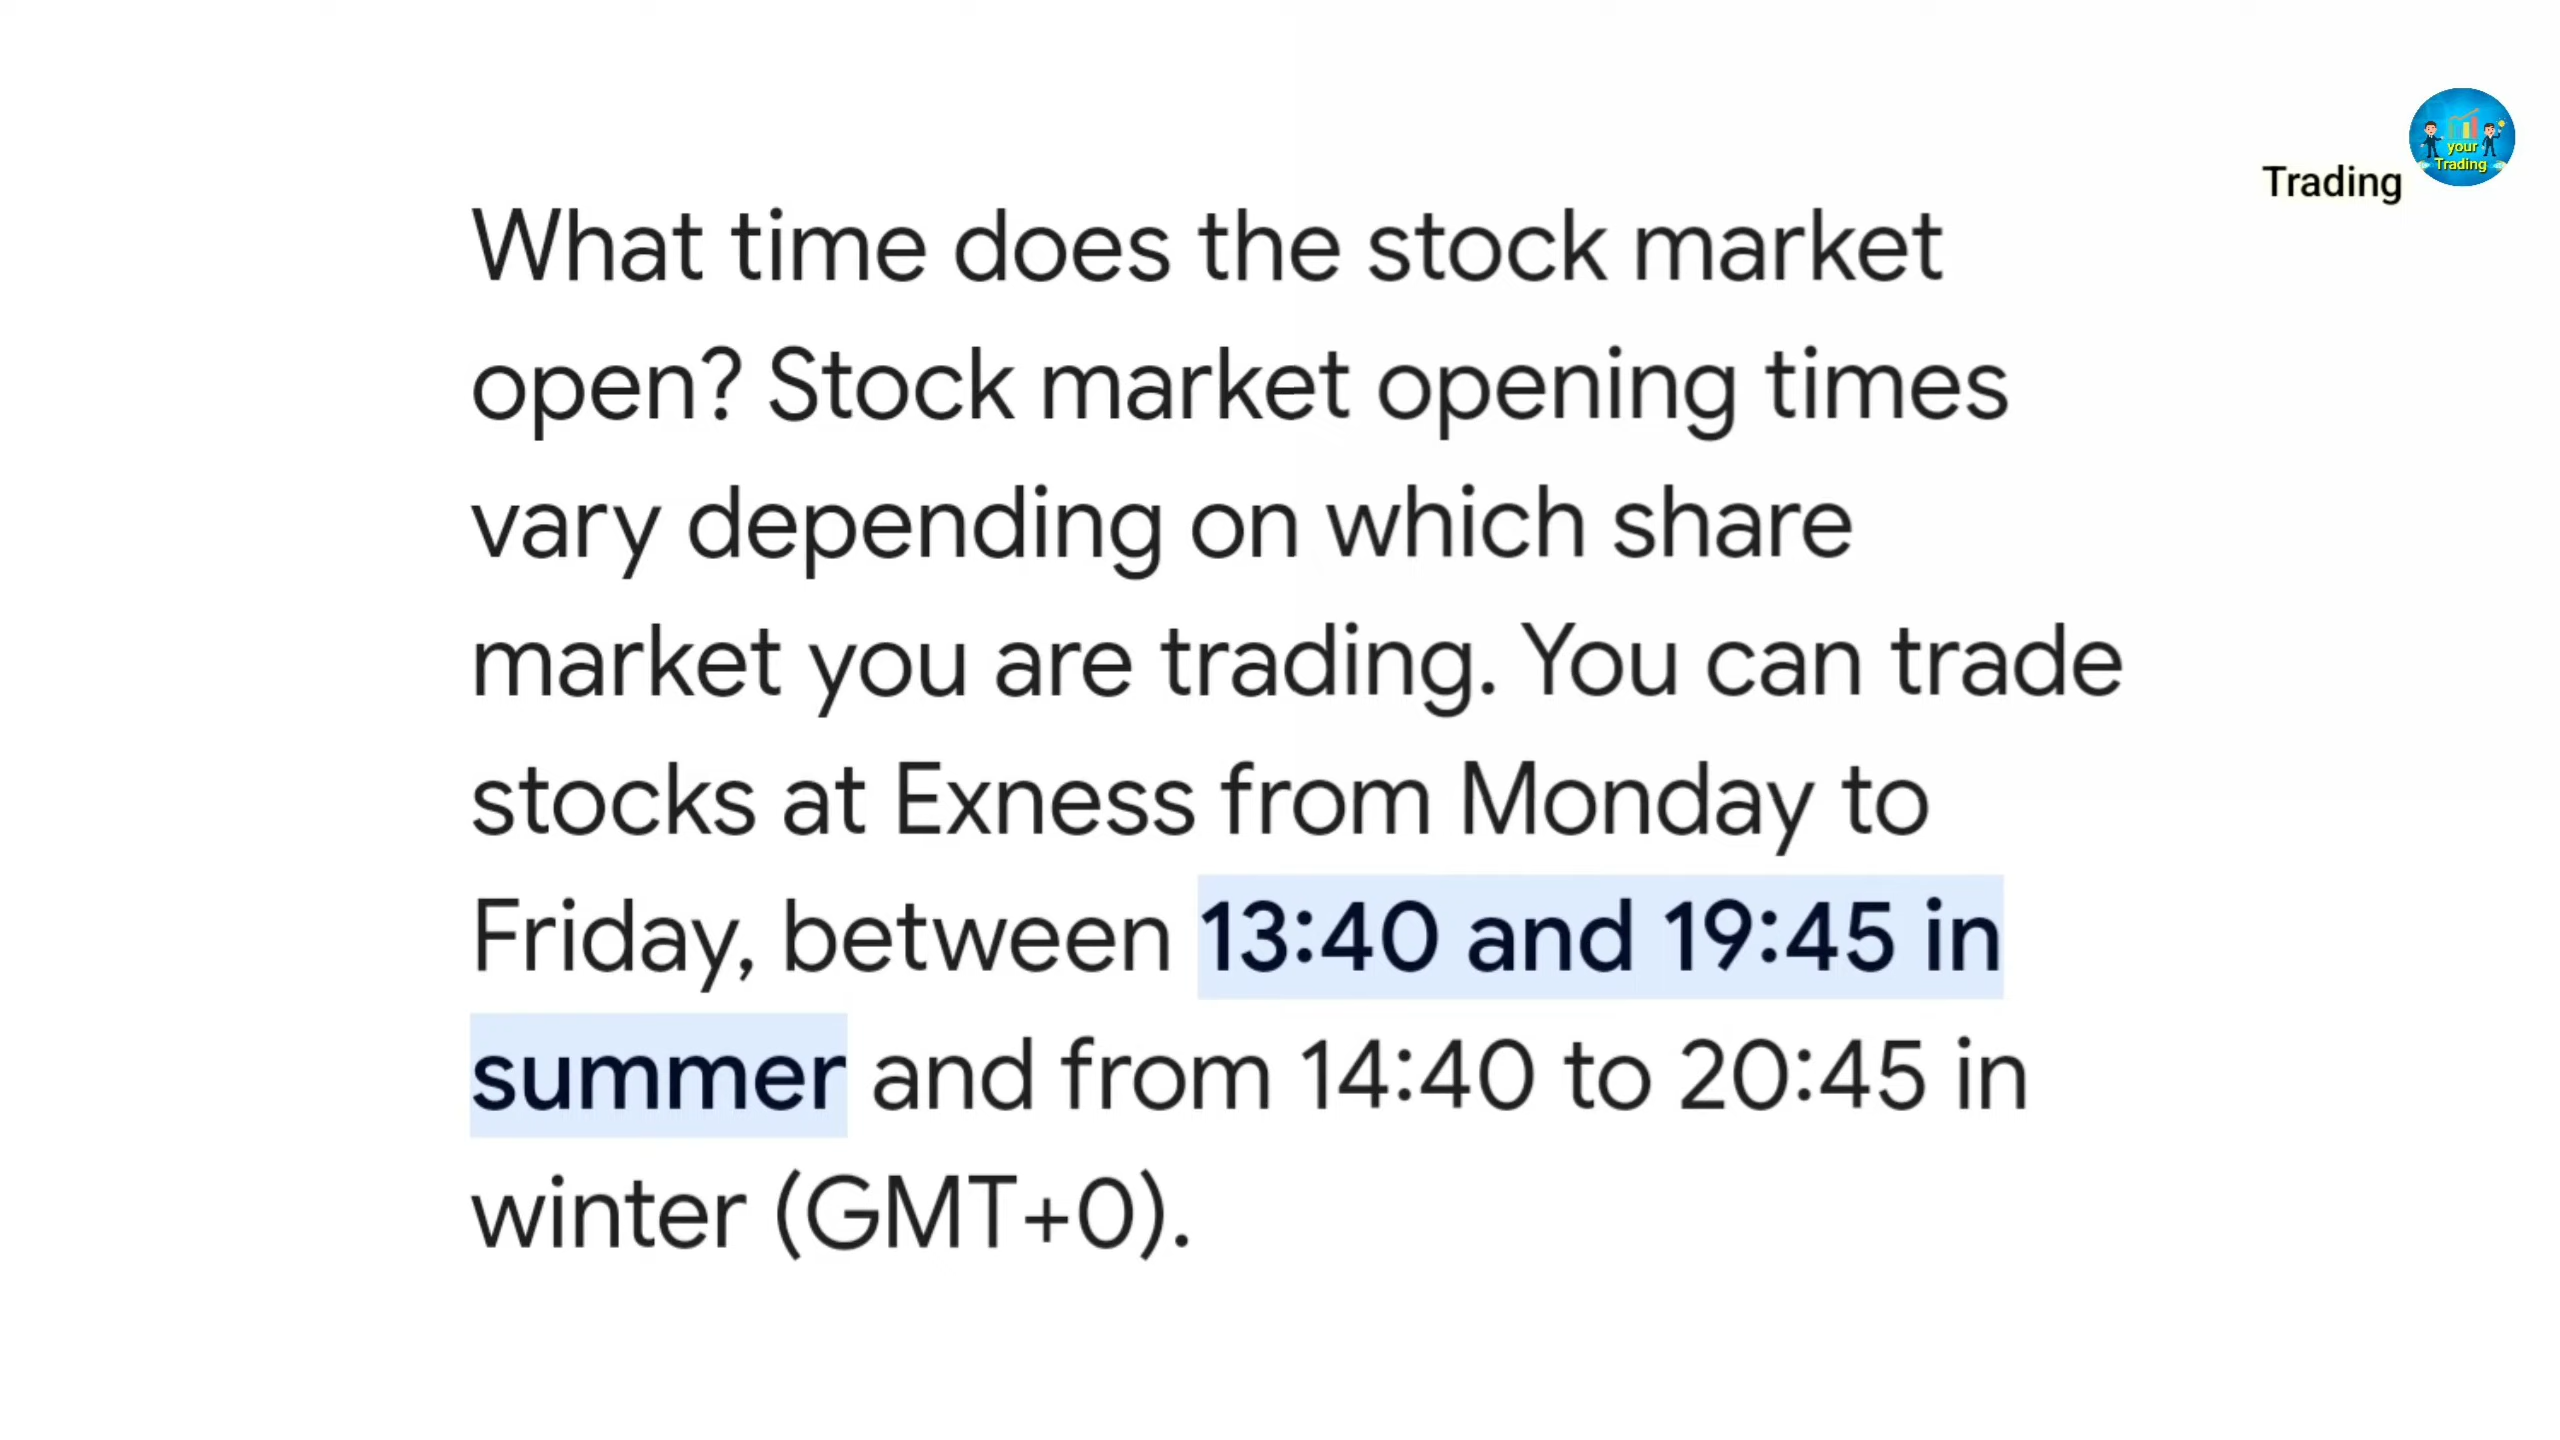 your
Trading
Trading
What time does the stock market
open? Stock market opening times
vary depending on which share
market you are trading. You can trade
stocks at Exness from Monday to
Friday, between 13:40 and 19:45 in
summer and from 14:40 to 20:45 in
winter (GMT+0).